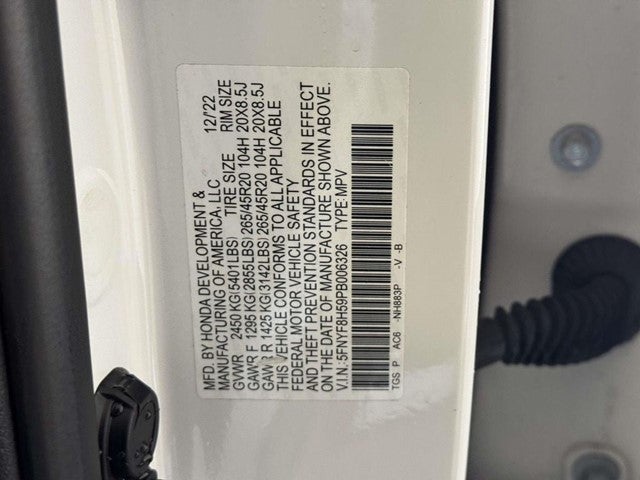 MFD. BY HONDA DEVELOPMENT & 12/'22
MANUFACTURING OF AMERICA, LLC
TIRE SIZE RIM SIZE
GVWR 2450 KG(5401LBS)
GAWR F 1295 KG(2855LBS) 265/45R20 104H 20X8.5J
GAWR R 1425 KG(3142LBS) 265/45R20 104H 20X8.5J
THIS VEHICLE CONFORMS TO ALL APPLICABLE
FEDERAL MOTOR VEHICLE SAFETY
AND THEFT PREVENTION STANDARDS IN EFFECT
ON THE DATE OF MANUFACTURE SHOWN ABOVE.
V.I.N.: 5FNYF8H59PB006326 TYPE: MPV
TGS P AC6 -NH883P -V -B